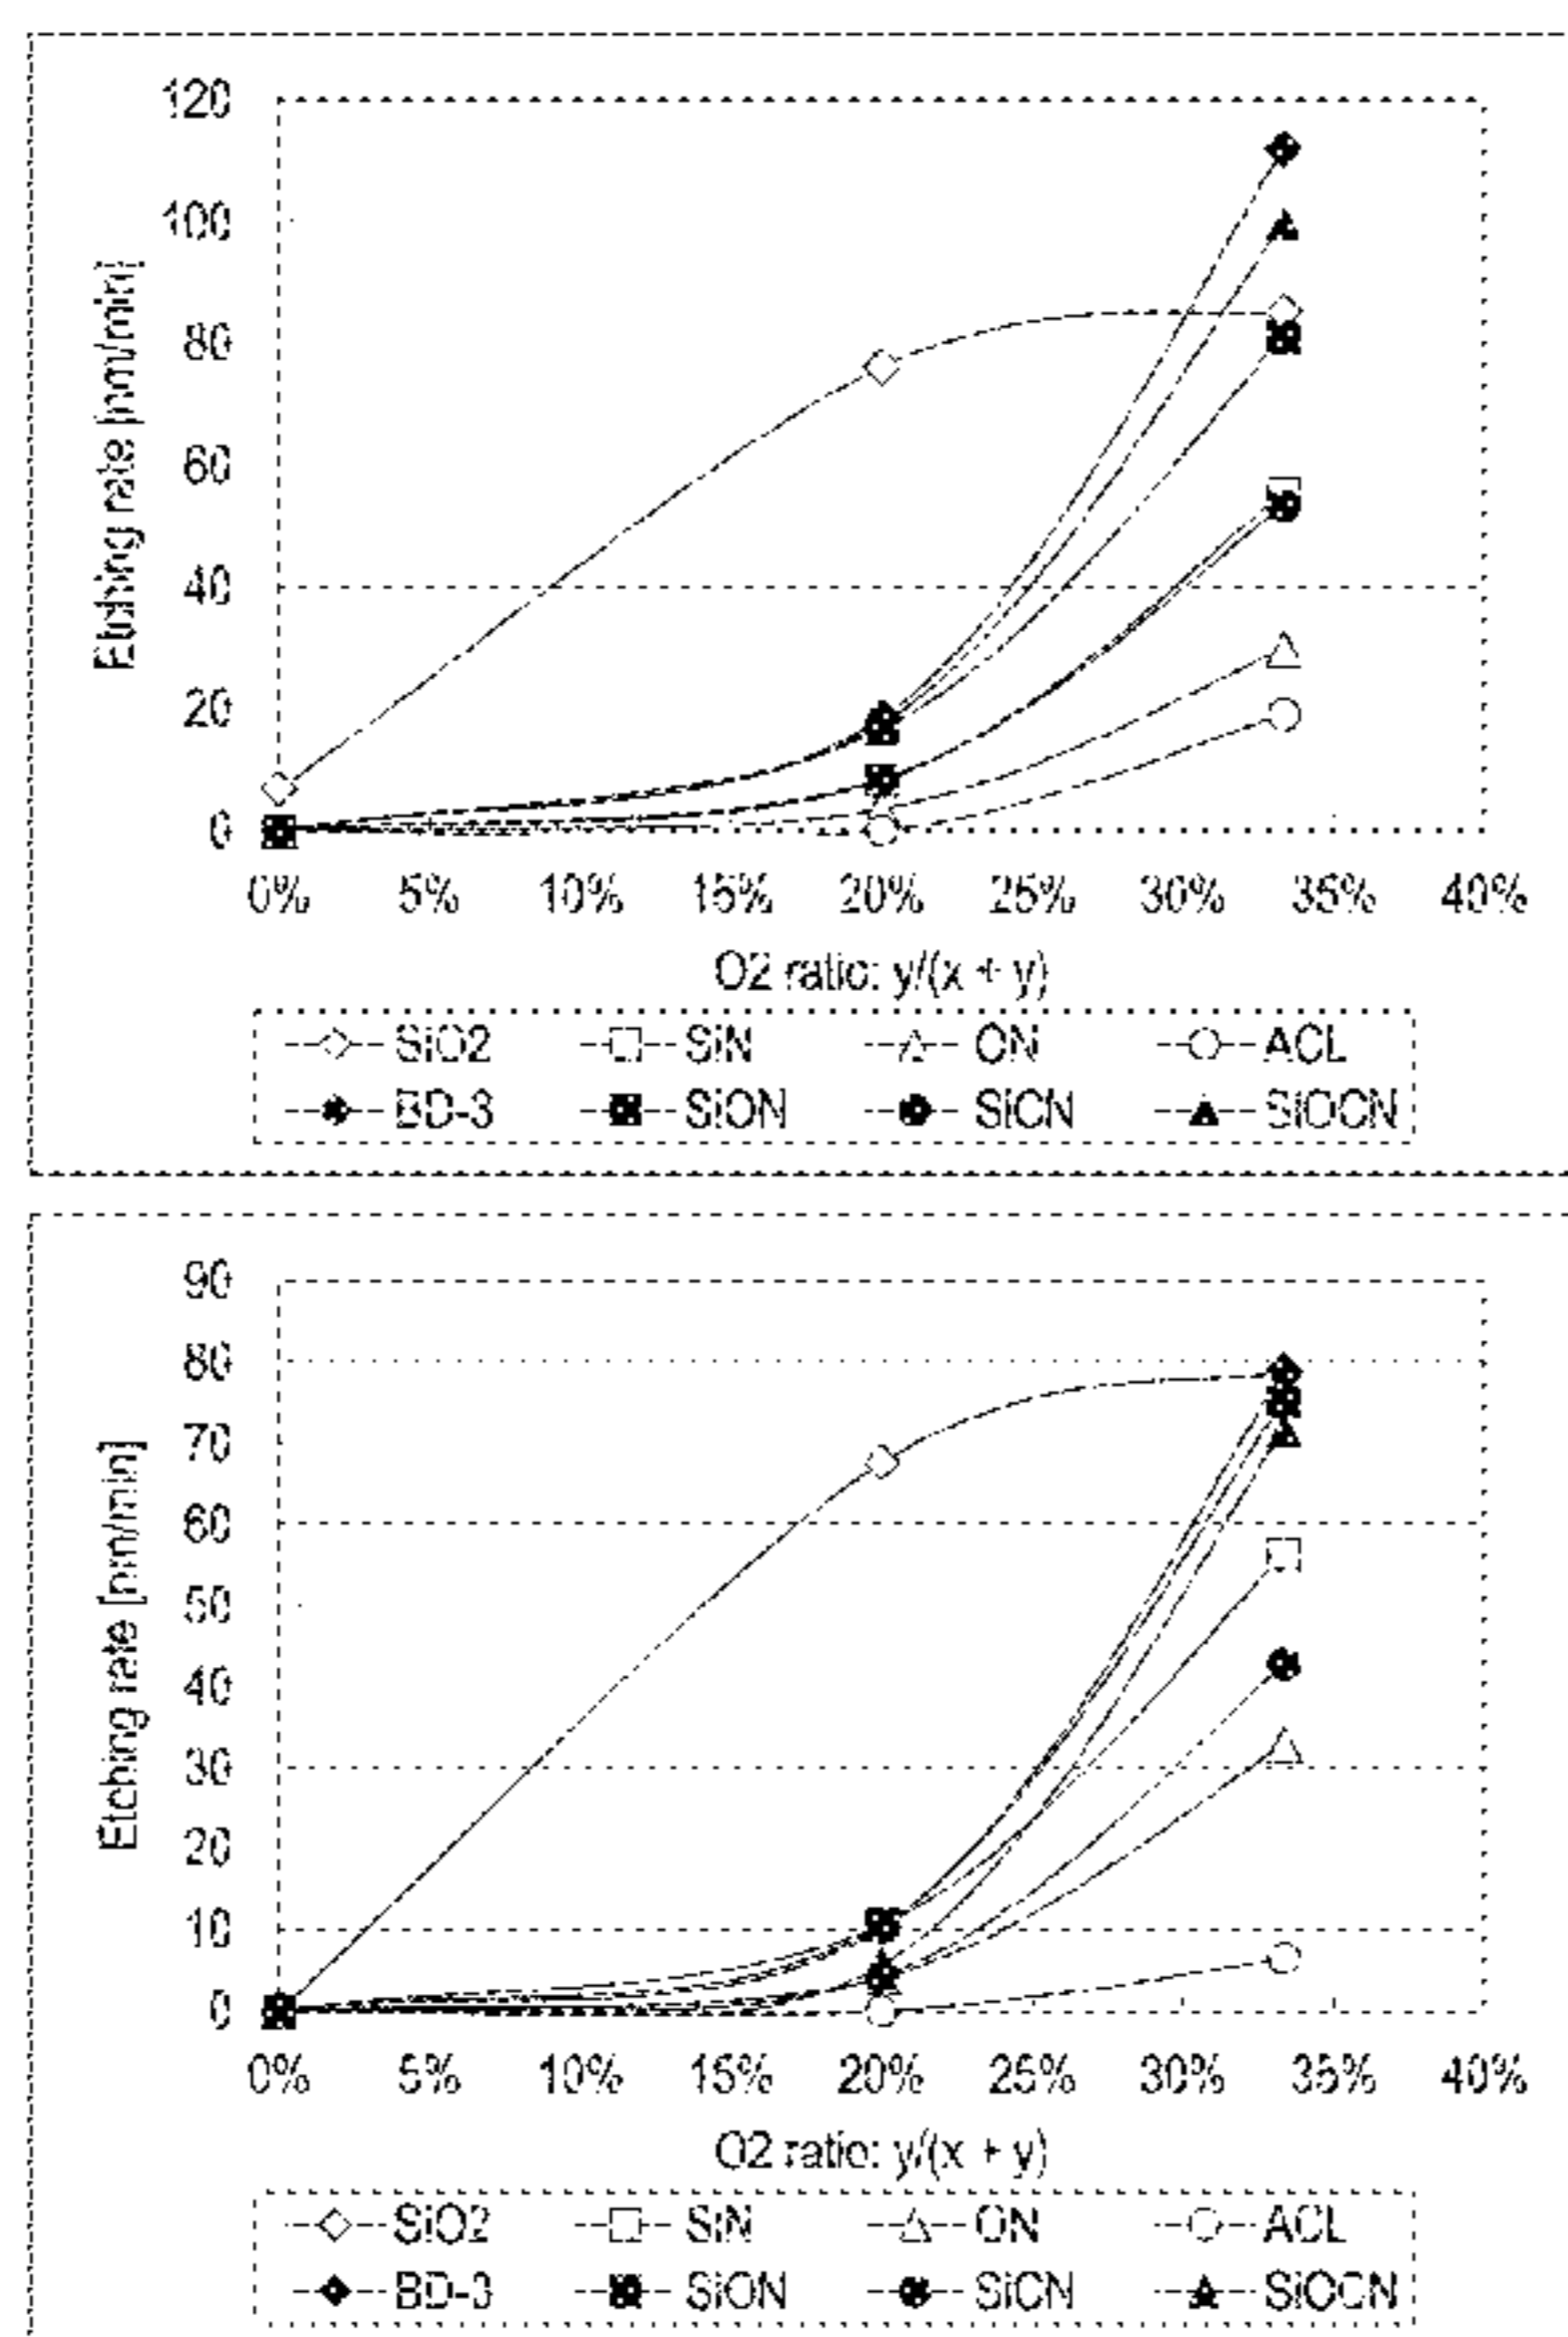 120
100
80
60
40
20
0
Etching rate [nm/min]
0% 5% 10% 15% 20% 25% 30% 35% 40%
O2 ratio: y/(x + y)
SiO2 SiN ON ACL
BD-3 SiON SiCN SiOCN
90
80
70
60
50
40
30
20
10
0
Etching rate [nm/min]
0% 5% 10% 15% 20% 25% 30% 35% 40%
O2 ratio: y/(x + y)
SiO2 SiN ON ACL
BD-3 SiON SiCN SiOCN